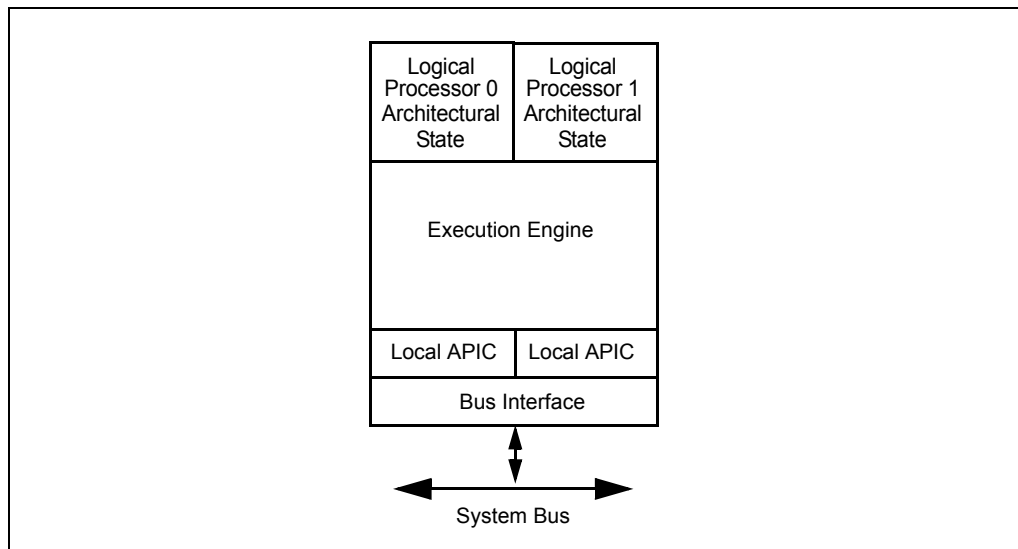 Logical
Processor 0
Architectural
State
Logical
Processor 1
Architectural
State
Execution Engine
Local APIC
Local APIC
Bus Interface
System Bus